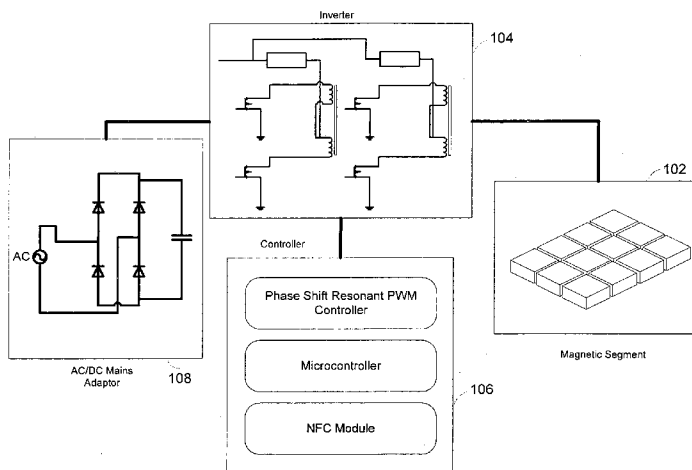 Inverter
104
102
AC
AC/DC Mains
Adaptor
108
Controller
Phase Shift Resonant PWM
Controller
Microcontroller
NFC Module
106
Magnetic Segment